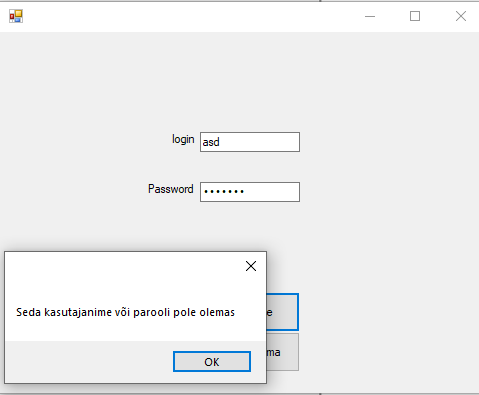 login
asd
Password
•••••••
Seda kasutajanime või parooli pole olemas
OK